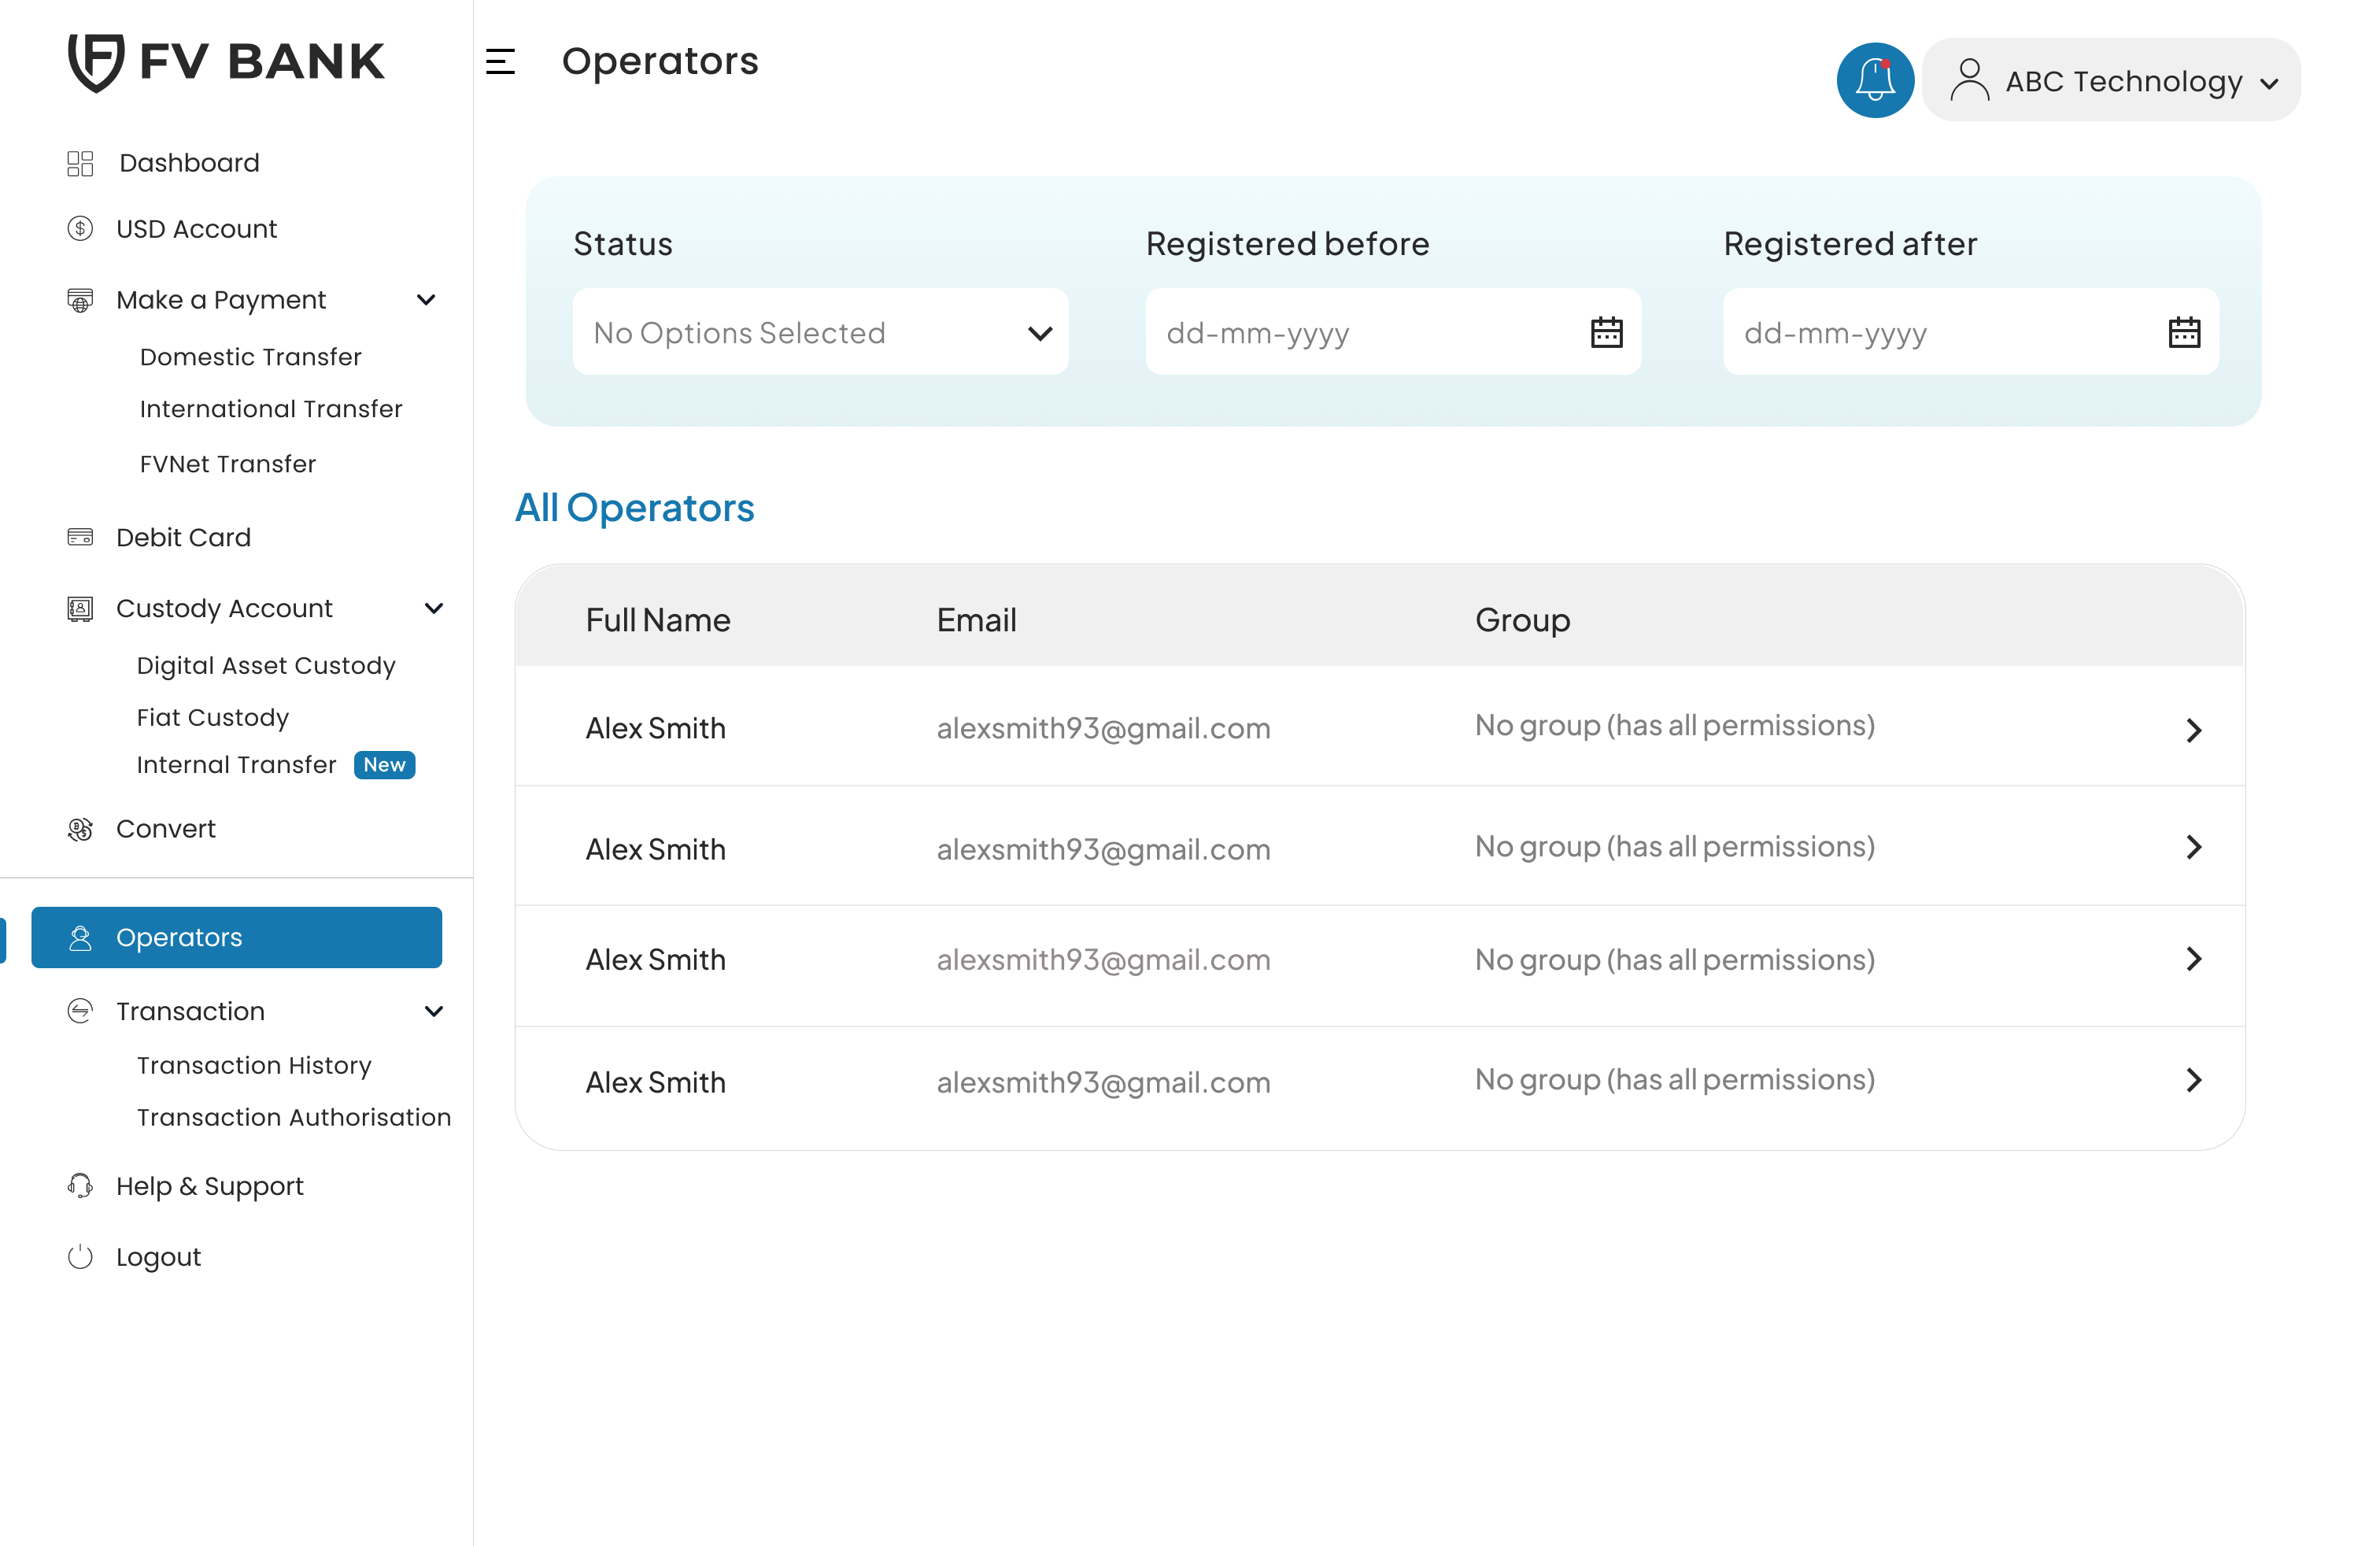 FV BANK
Operators
ABC Technology
Dashboard
USD Account
Make a Payment
Domestic Transfer
International Transfer
FVNet Transfer
Debit Card
Custody Account
Digital Asset Custody
Fiat Custody
Internal Transfer New
Convert
Operators
Transaction
Transaction History
Transaction Authorisation
Help & Support
Logout
Status Registered before Registered after
No Options Selected dd-mm-yyyy dd-mm-yyyy
All Operators
Full Name Email Group
Alex Smith alexsmith93@gmail.com No group (has all permissions)
Alex Smith alexsmith93@gmail.com No group (has all permissions)
Alex Smith alexsmith93@gmail.com No group (has all permissions)
Alex Smith alexsmith93@gmail.com No group (has all permissions)